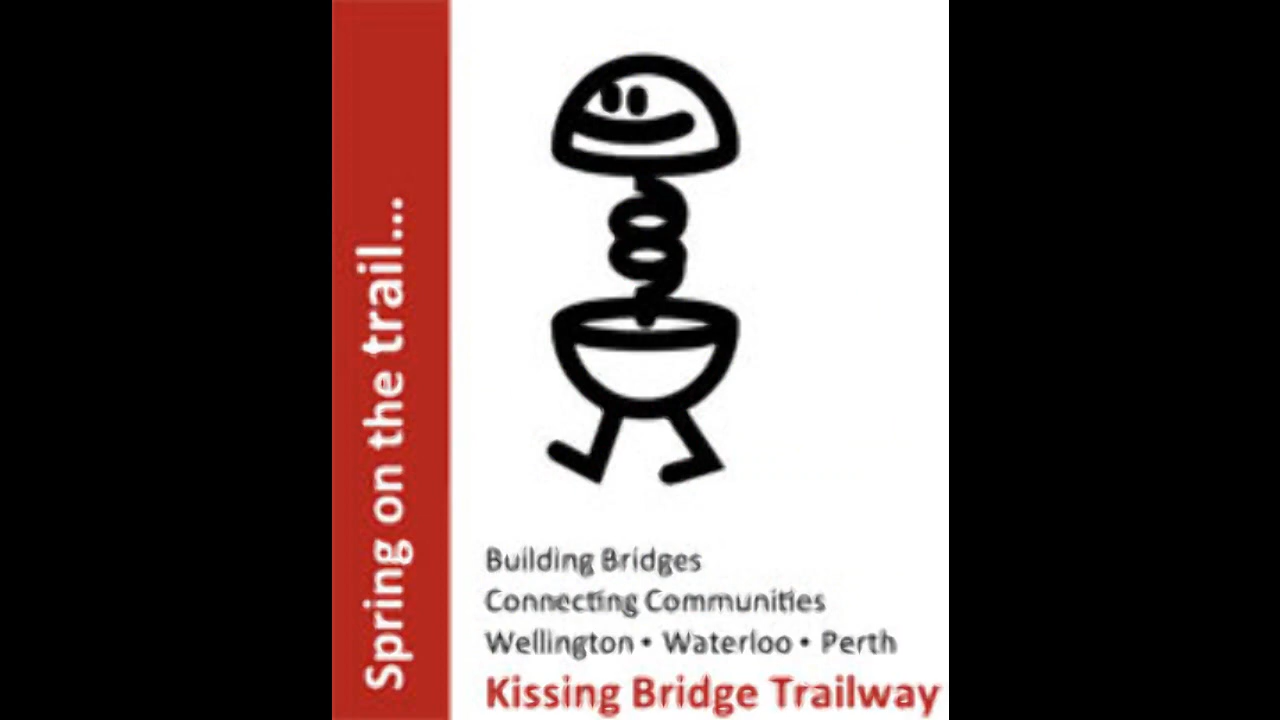 Spring on the trail...
Building Bridges
Connecting Communities
Wellington • Waterloo • Perth
Kissing Bridge Trailway